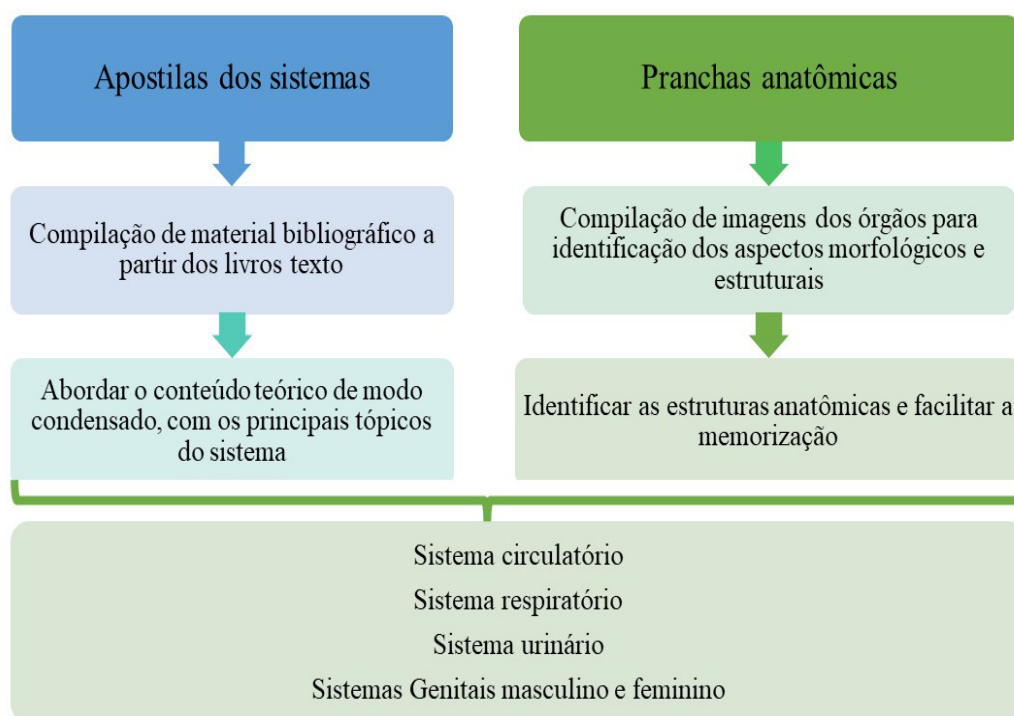 Apostilas dos sistemas
Compilação de material bibliográfico a
partir dos livros texto
Abordar o conteúdo teórico de modo
condensado, com os principais tópicos
do sistema
Pranchas anatômicas
Compilação de imagens dos órgãos para
identificação dos aspectos morfológicos e
estruturais
Identificar as estruturas anatômicas e facilitar a
memorização
Sistema circulatório
Sistema respiratório
Sistema urinário
Sistemas Genitais masculino e feminino